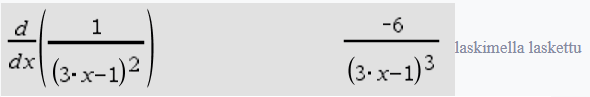 d/dx(1/(3·x−1)²)    -6/(3·x−1)³ laskimella laskettu